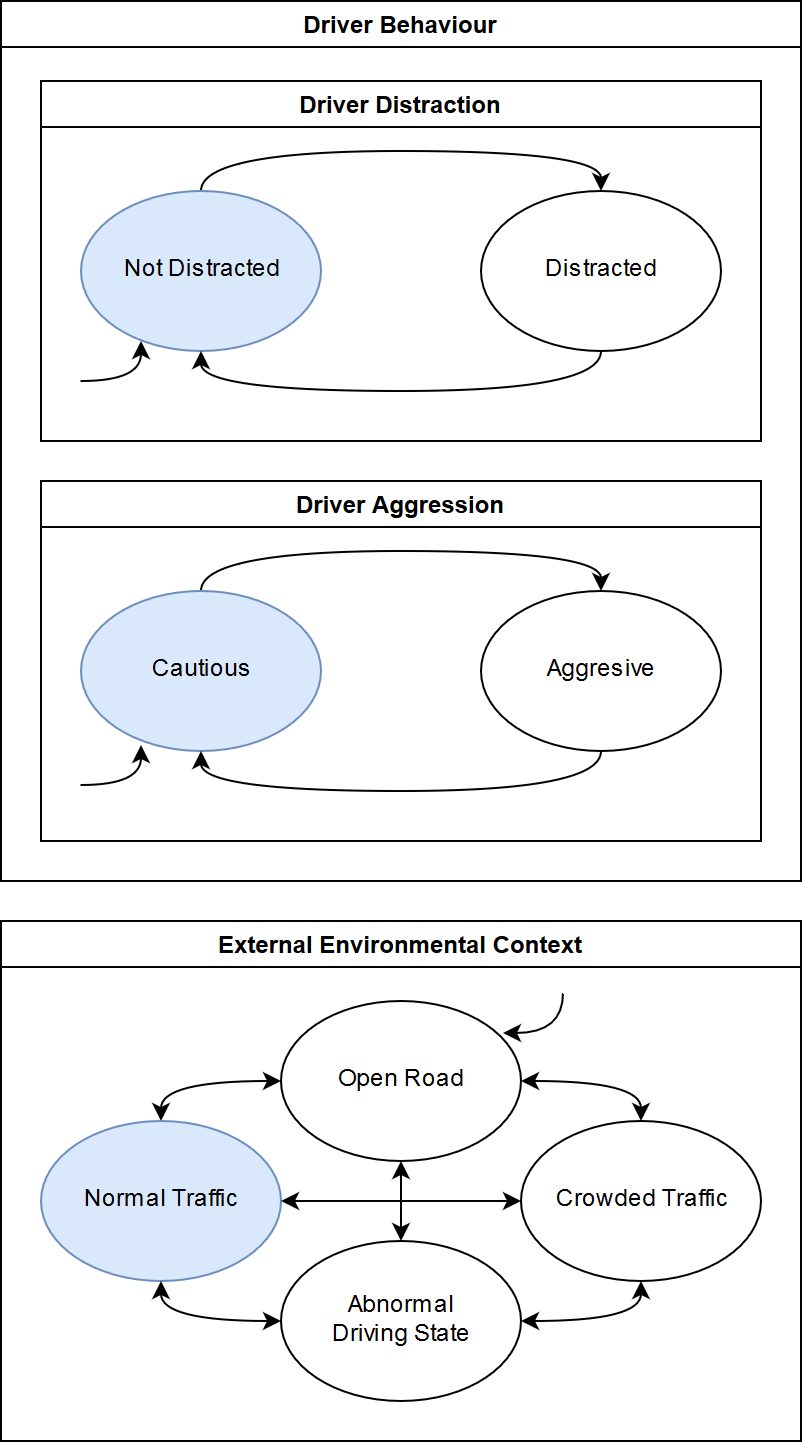 Driver Behaviour
Driver Distraction
Not Distracted
Distracted
Driver Aggression
Cautious
Aggresive
External Environmental Context
Open Road
Normal Traffic
Crowded Traffic
Abnormal
Driving State